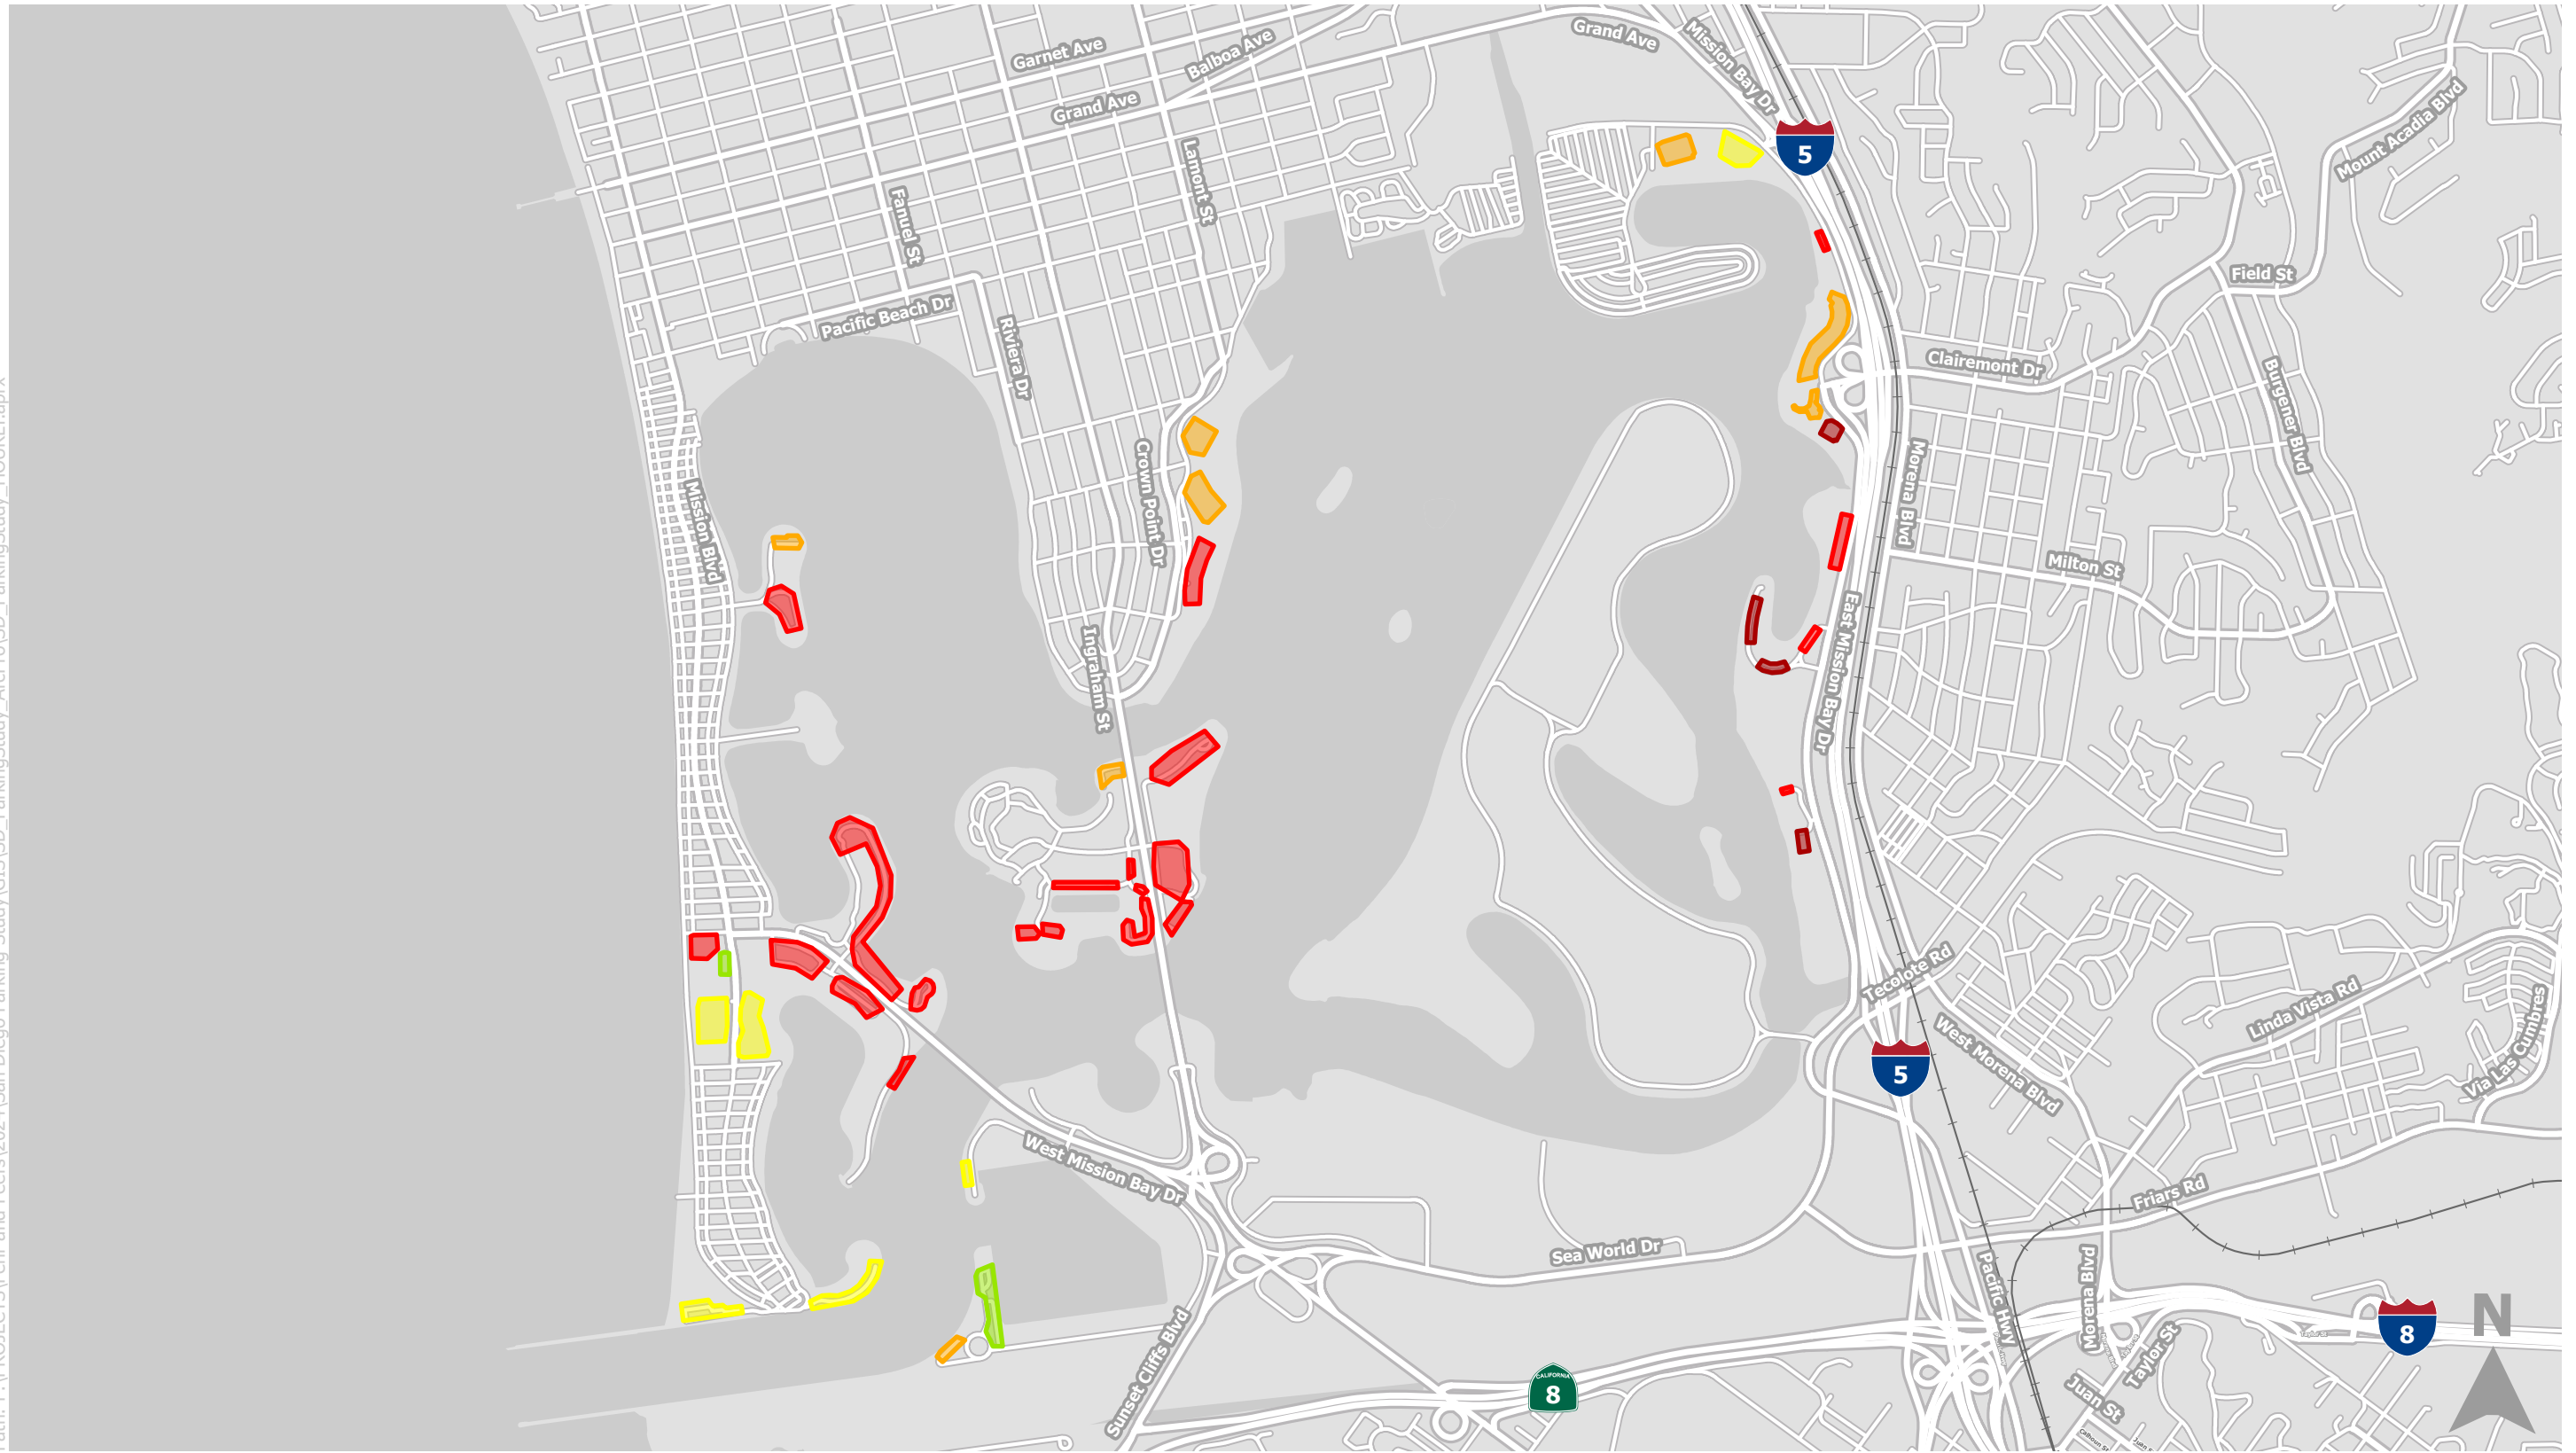 Garnet Ave
Balboa Ave
Grand Ave
Mission Bay Dr
Grand Ave
5
Mount Acadia Blvd
Lamont St
Fanuel St
Field St
Pacific Beach Dr
Riviera Dr
Clairemont Dr
Burgener Blvd
Crown Point Dr
Morena Blvd
Mission Blvd
Milton St
East Mission Bay Dr
Ingraham St
Tecolote Rd
Linda Vista Rd
Via Las Cumbres
West Morena Blvd
5
West Mission Bay Dr
Friars Rd
Sea World Dr
Pacific Hwy
Morena Blvd
Taylor St
Juan St
Sunset Cliffs Blvd
CALIFORNIA
8
8
N